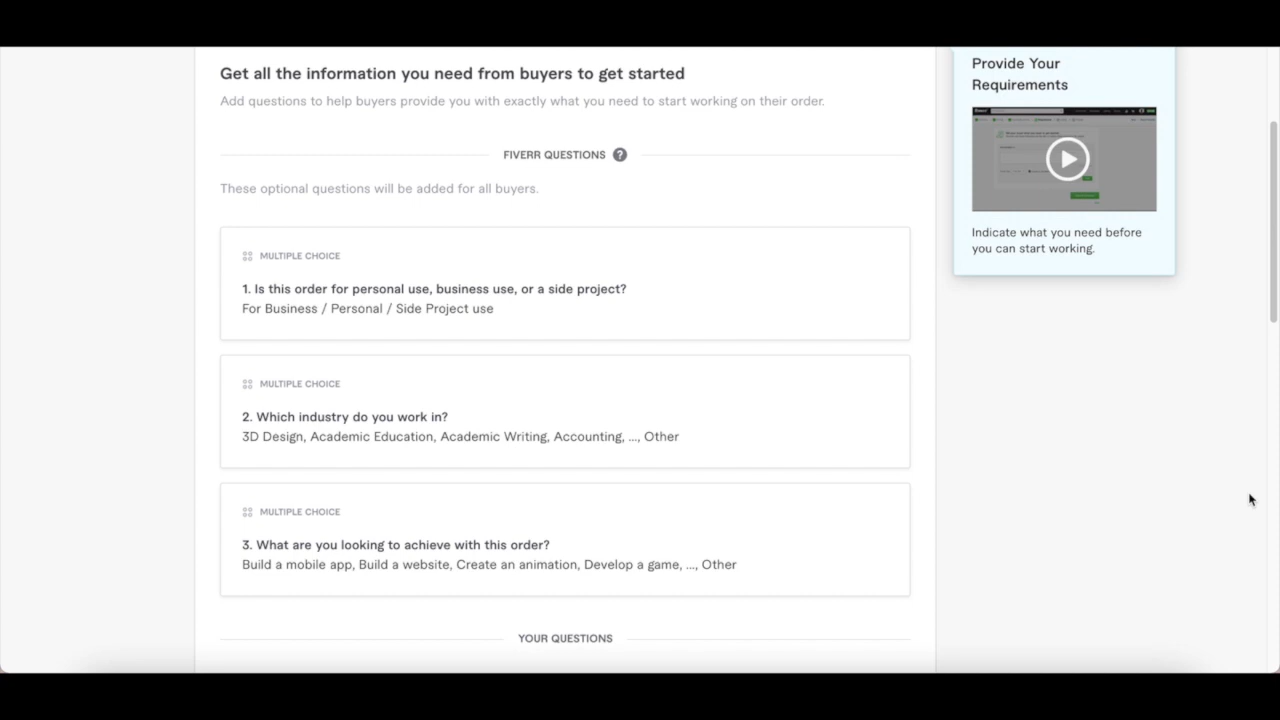 Get all the information you need from buyers to get started
Add questions to help buyers provide you with exactly what you need to start working on their order.
FIVERR QUESTIONS ?
These optional questions will be added for all buyers.
MULTIPLE CHOICE
1. Is this order for personal use, business use, or a side project?
For Business / Personal / Side Project use
MULTIPLE CHOICE
2. Which industry do you work in?
3D Design, Academic Education, Academic Writing, Accounting, ..., Other
MULTIPLE CHOICE
3. What are you looking to achieve with this order?
Build a mobile app, Build a website, Create an animation, Develop a game, ..., Other
YOUR QUESTIONS
Provide Your
Requirements
Indicate what you need before
you can start working.